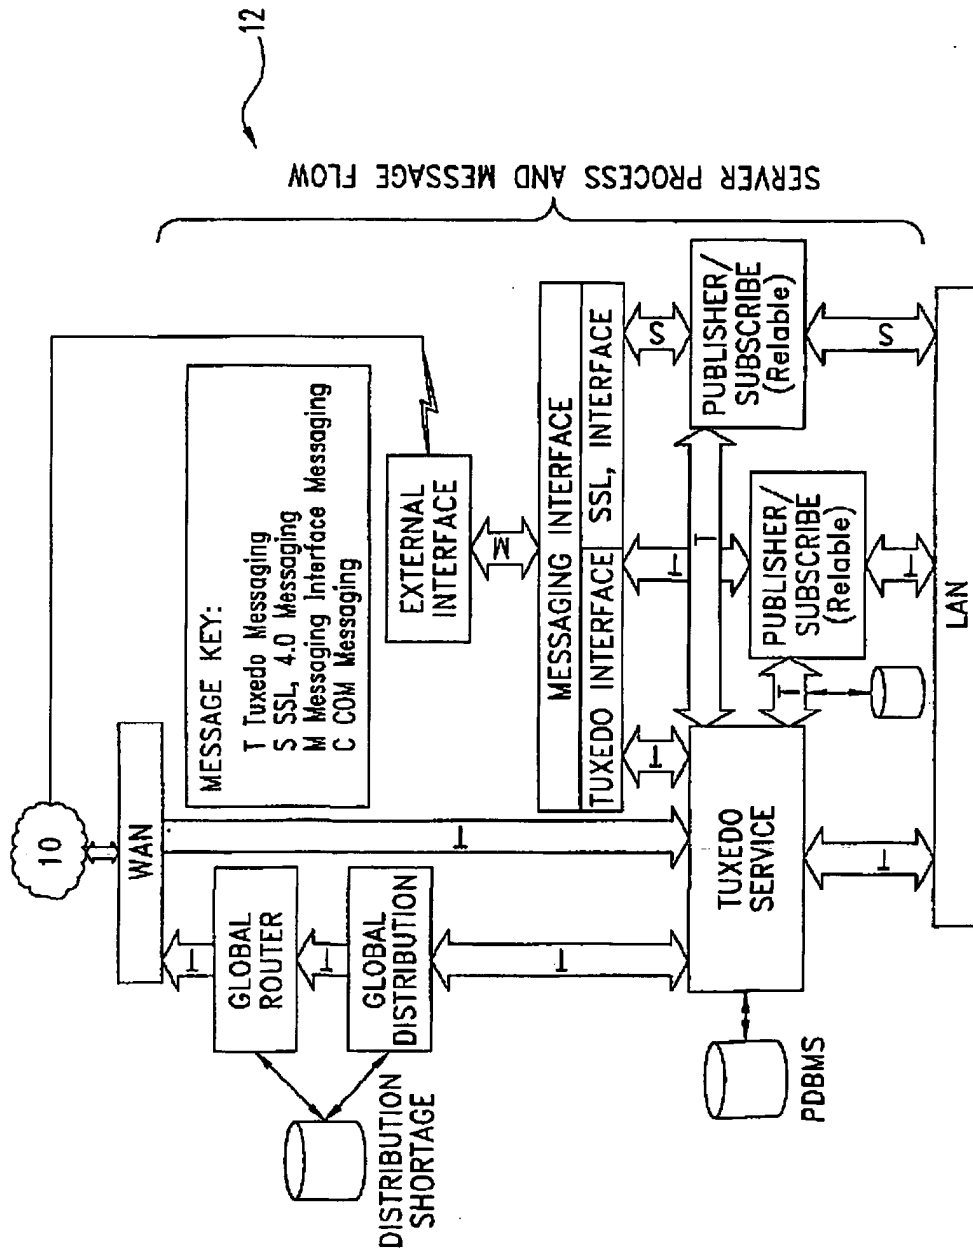 12
SERVER PROCESS AND MESSAGE FLOW
10
WAN
MESSAGE KEY:
T Tuxedo Messaging
S SSL, 4.0 Messaging
M Messaging Interface Messaging
C COM Messaging
T
GLOBAL
ROUTER
T
GLOBAL
DISTRIBUTION
DISTRIBUTION
SHORTAGE
T
T
EXTERNAL
INTERFACE
M
MESSAGING INTERFACE
TUXEDO INTERFACE
SSL, INTERFACE
T
T
S
T
TUXEDO
SERVICE
PDBMS
T
PUBLISHER/
SUBSCRIBE
(Relable)
PUBLISHER/
SUBSCRIBE
(Relable)
T
T
S
LAN